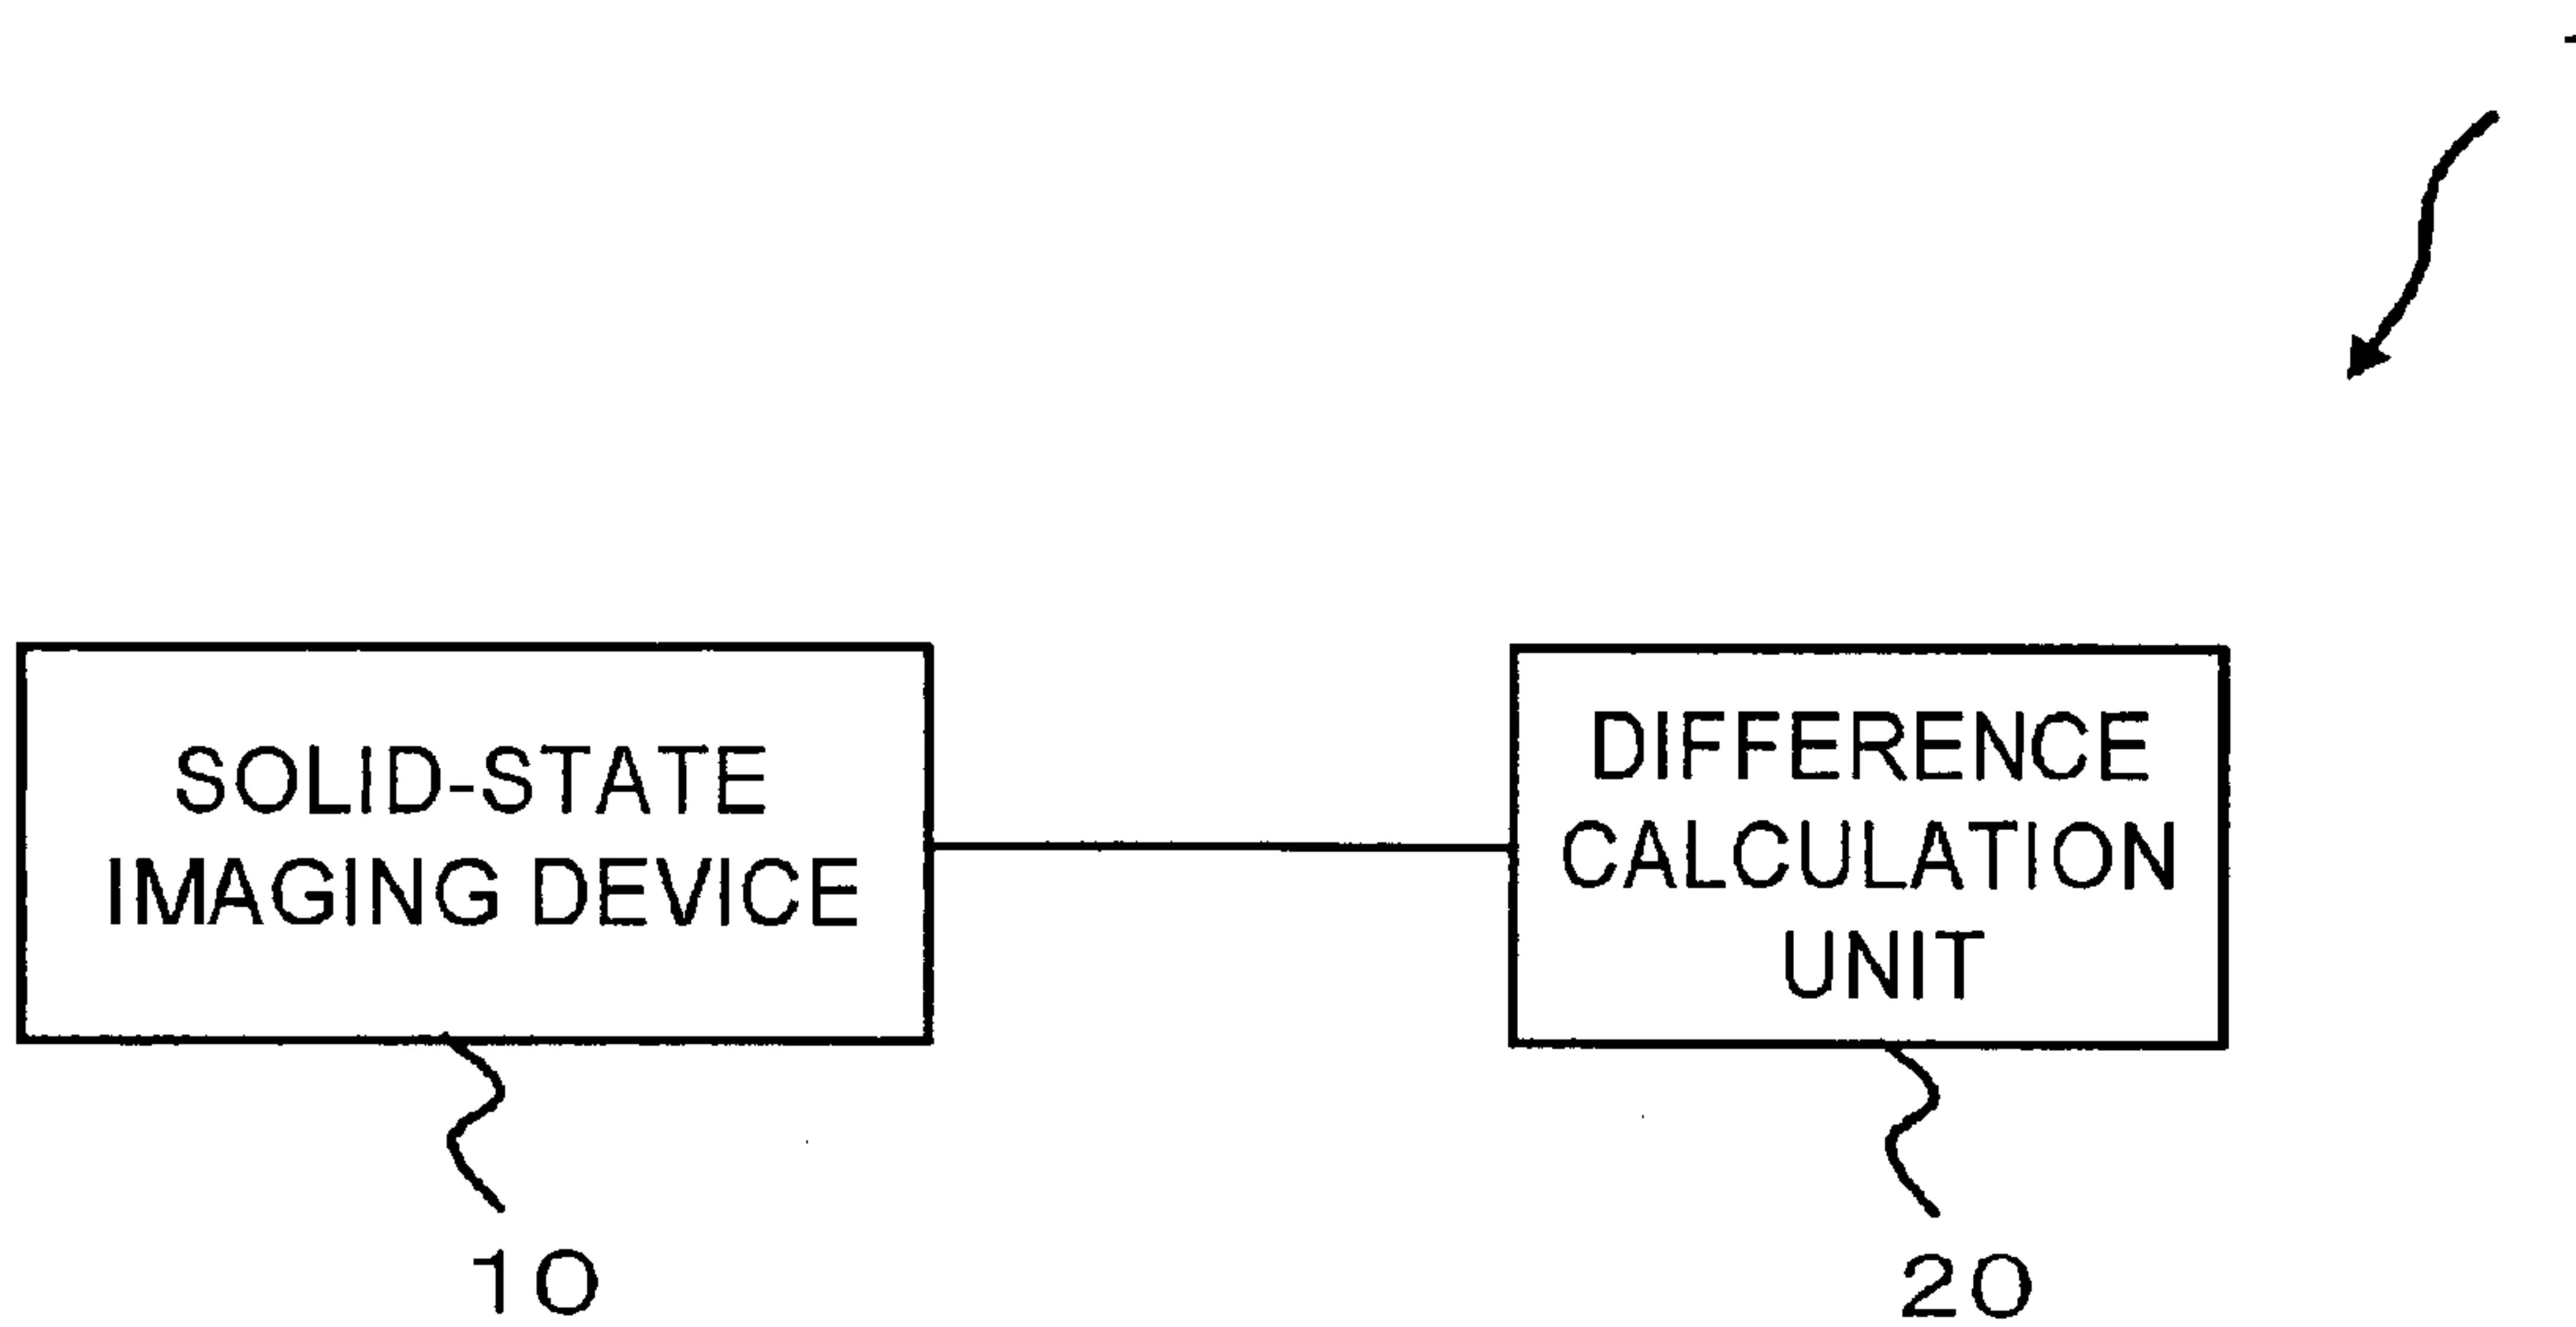 SOLID-STATE
IMAGING DEVICE
DIFFERENCE
CALCULATION
UNIT
10
20